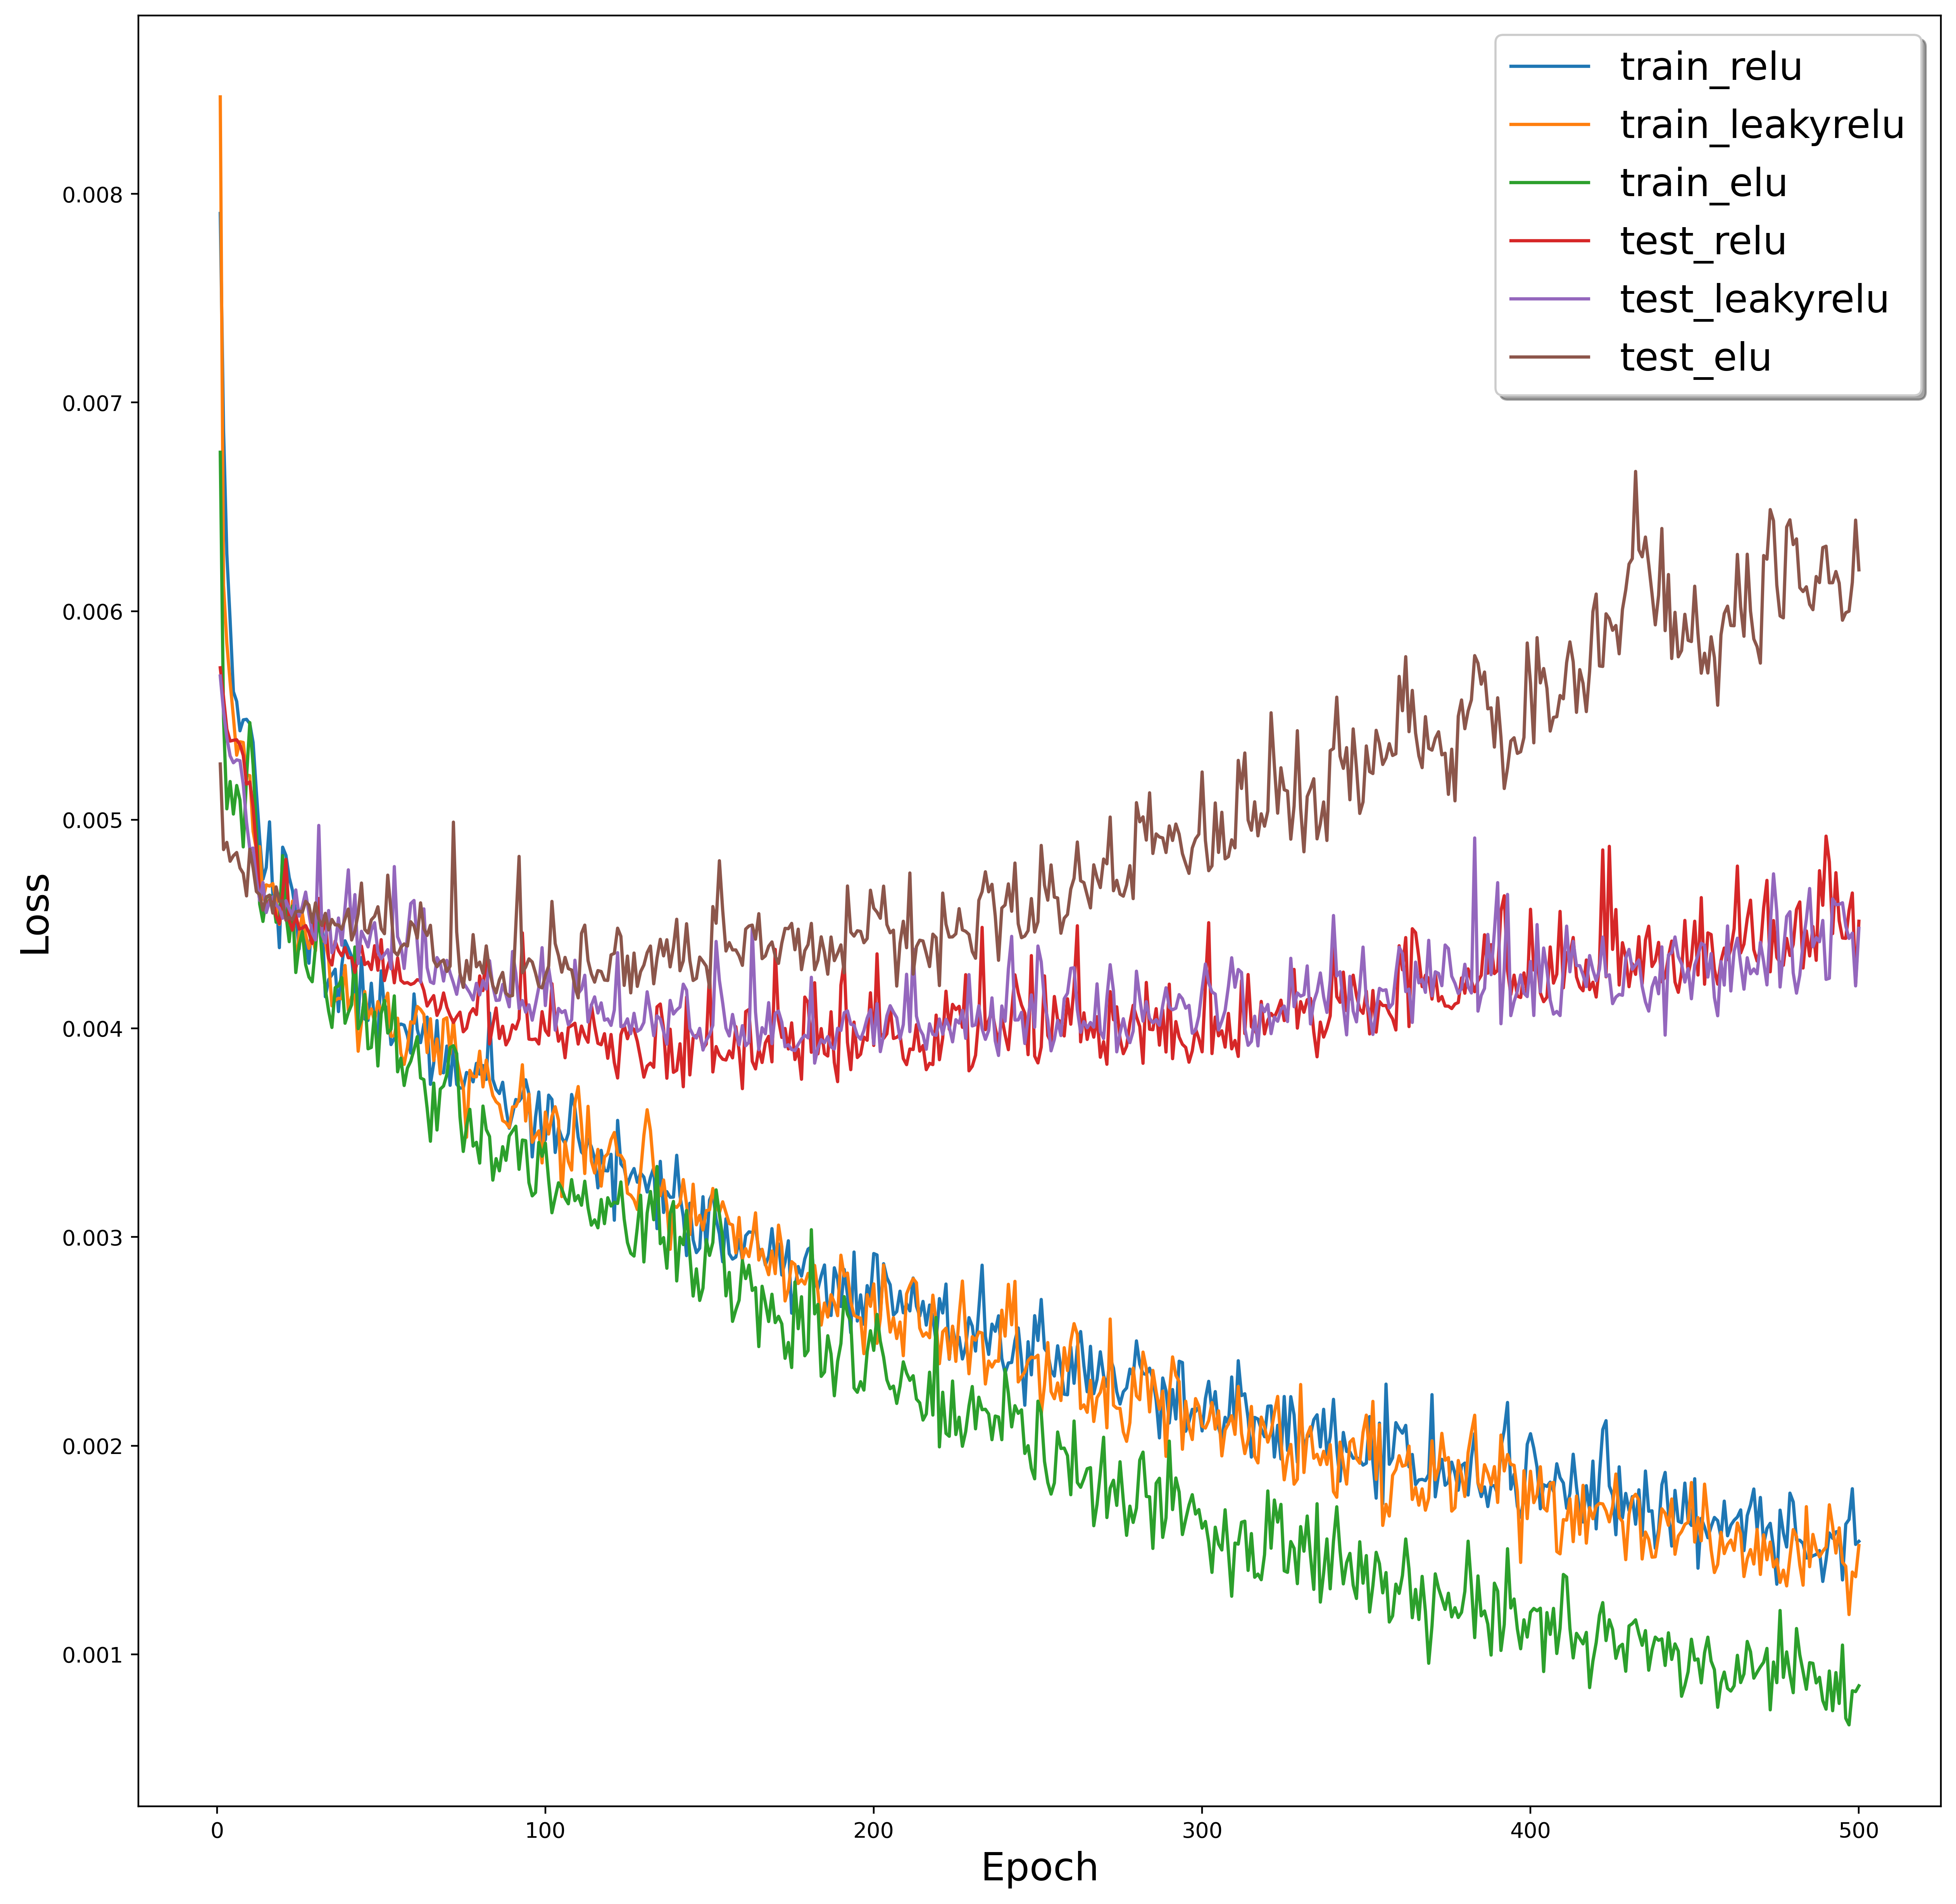 train_relu
train_leakyrelu
train_elu
test_relu
test_leakyrelu
test_elu
0.008
0.007
0.006
0.005
0.004
0.003
0.002
0.001
Loss
0 100 200 300 400 500
Epoch